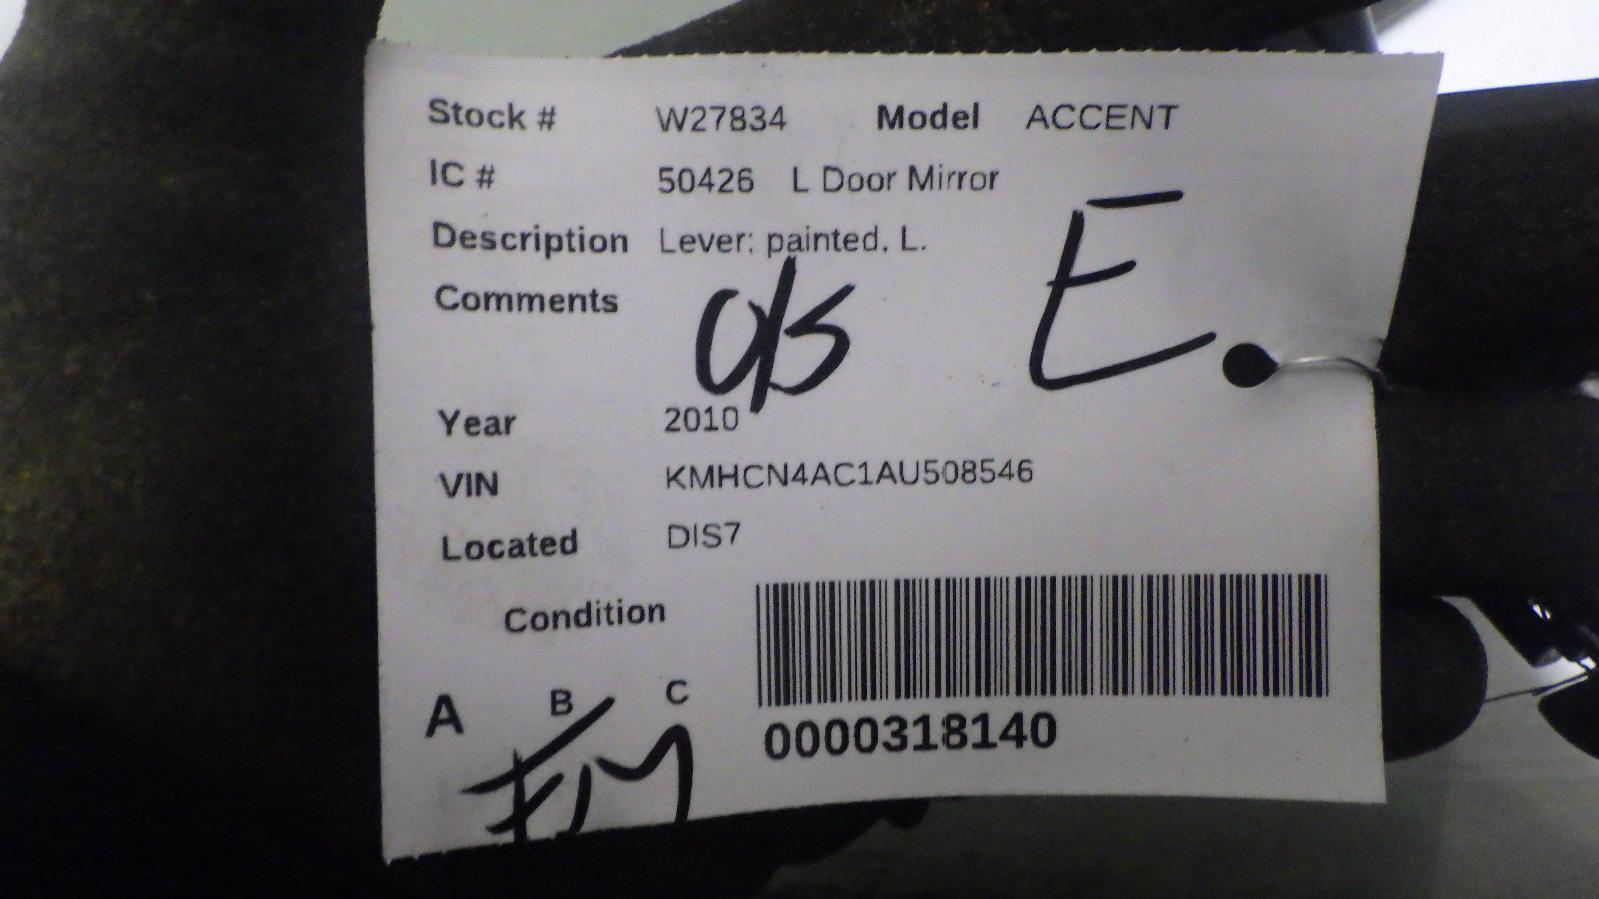 Stock # W27834 Model ACCENT
IC # 50426 L Door Mirror
Description Lever; painted, L.
Comments
E.
Year 2010
VIN KMHCN4AC1AU508546
Located DIS7
Condition
A B C
0000318140